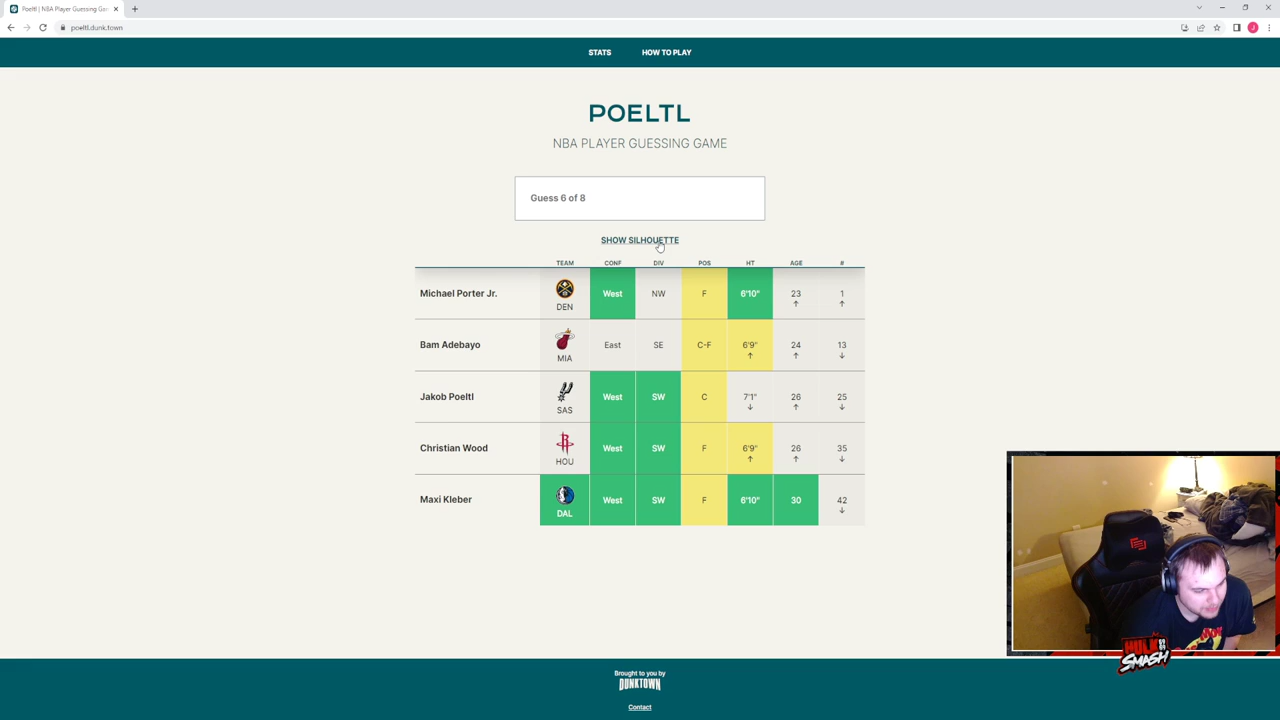 Poeltl | NBA Player Guessing Ga
poeltl.dunk.town
J
STATS HOW TO PLAY
POELTL
NBA PLAYER GUESSING GAME
Guess 6 of 8
SHOW SILHOUETTE
TEAM CONF DIV POS HT AGE #
Michael Porter Jr. DEN West NW F 6'10" 23 ↑ 1 ↑
Bam Adebayo MIA East SE C-F 6'9" ↑ 24 ↑ 13 ↓
Jakob Poeltl SAS West SW C 7'1" ↓ 26 ↑ 25 ↓
Christian Wood HOU West SW F 6'9" ↑ 26 ↑ 35 ↓
Maxi Kleber DAL West SW F 6'10" 30 42 ↓
HULK
SMASH
Brought to you by
DUNKTOWN
Contact